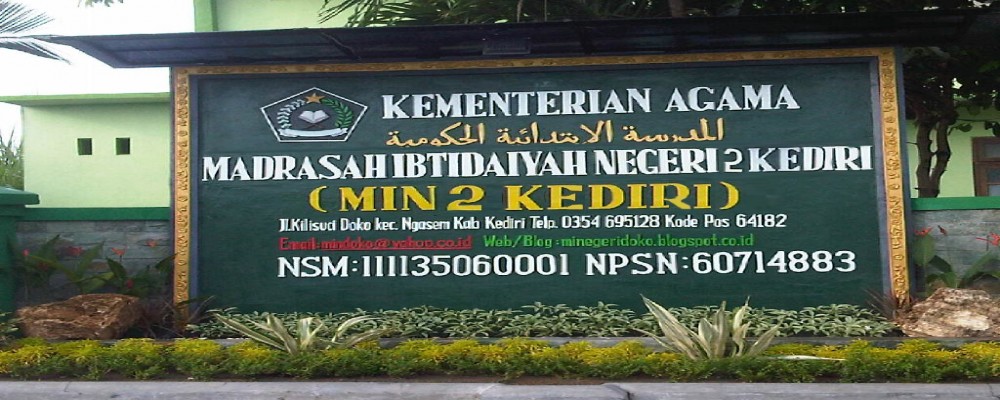 KEMENTERIAN AGAMA
المدرسة الابتدائية الحكومية
MADRASAH IBTIDAIYAH NEGERI 2 KEDIRI
( MIN 2 KEDIRI )
Jl.Kilisuci Doko kec. Ngasem Kab Kediri Telp. 0354 695128 Kode Pos 64182
Email:mindoko@yahoo.co.id Web/Blog :minegeridoko.blogspot.co.id
NSM:111135060001 NPSN:60714883